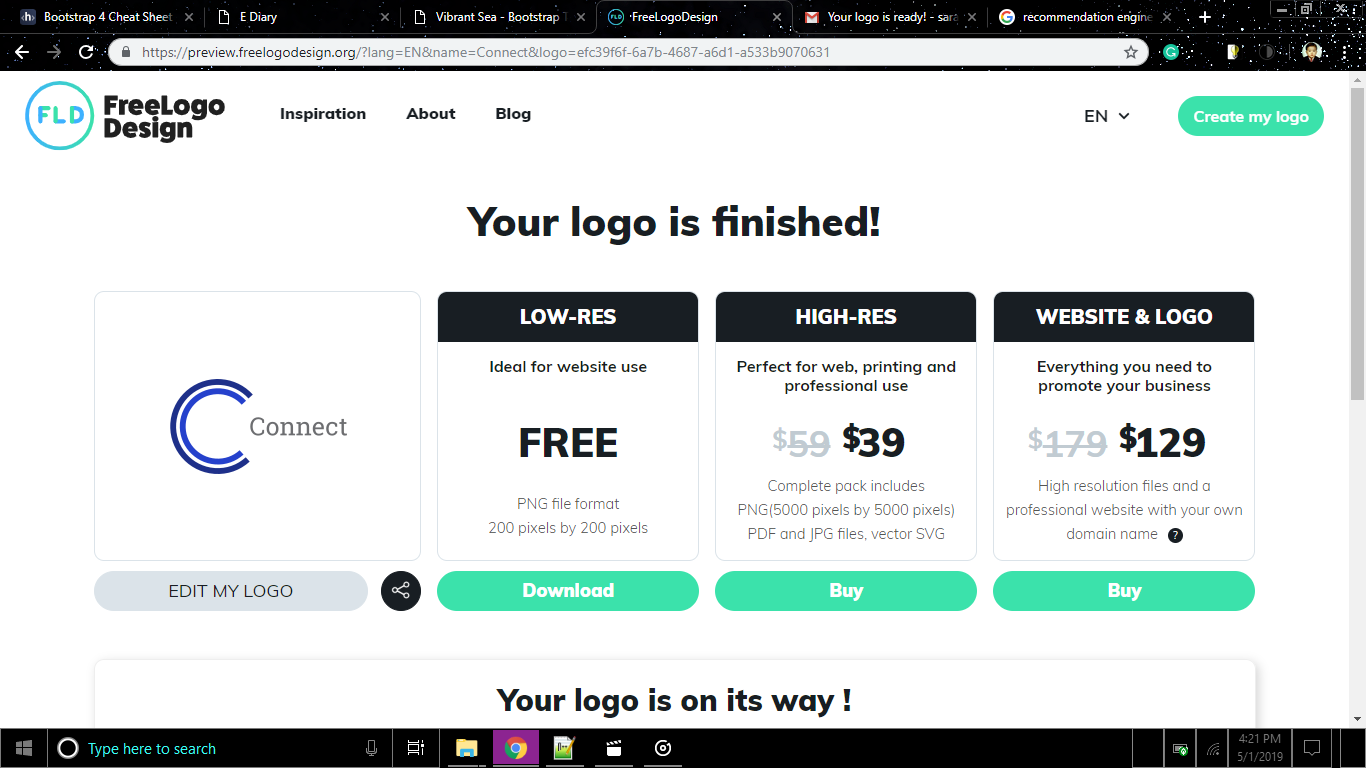 Bootstrap 4 Cheat Sheet
E Diary
Vibrant Sea - Bootstrap T
FLD
FreeLogoDesign
Your logo is ready! - sara
recommendation engine
https://preview.freelogodesign.org/?lang=EN&name=Connect&logo=efc39f6f-6a7b-4687-a6d1-a533b9070631
FLD
FreeLogo
Design
Inspiration
About
Blog
EN
Create my logo
Your logo is finished!
Connect
EDIT MY LOGO
LOW-RES
Ideal for website use
FREE
PNG file format
200 pixels by 200 pixels
Download
HIGH-RES
Perfect for web, printing and
professional use
$59 $39
Complete pack includes
PNG(5000 pixels by 5000 pixels)
PDF and JPG files, vector SVG
Buy
WEBSITE & LOGO
Everything you need to
promote your business
$179 $129
High resolution files and a
professional website with your own
domain name ?
Buy
Your logo is on its way !
Type here to search
4:21 PM
5/1/2019